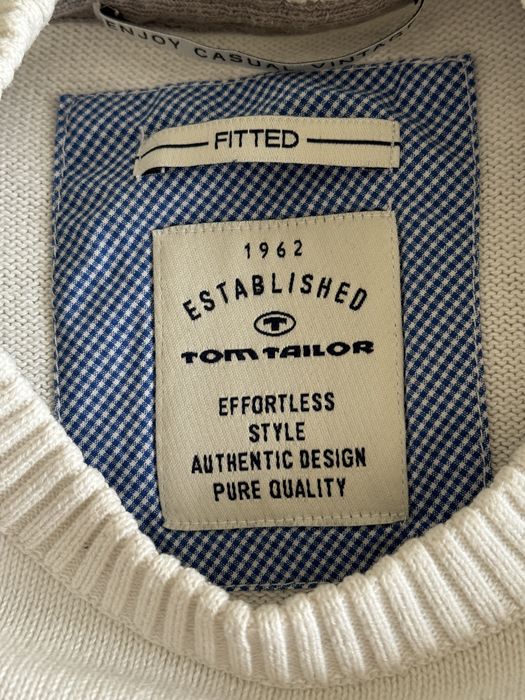 ENJOY CASUAL VINTAGE
FITTED
1962
ESTABLISHED
T
TOM TAILOR
EFFORTLESS
STYLE
AUTHENTIC DESIGN
PURE QUALITY